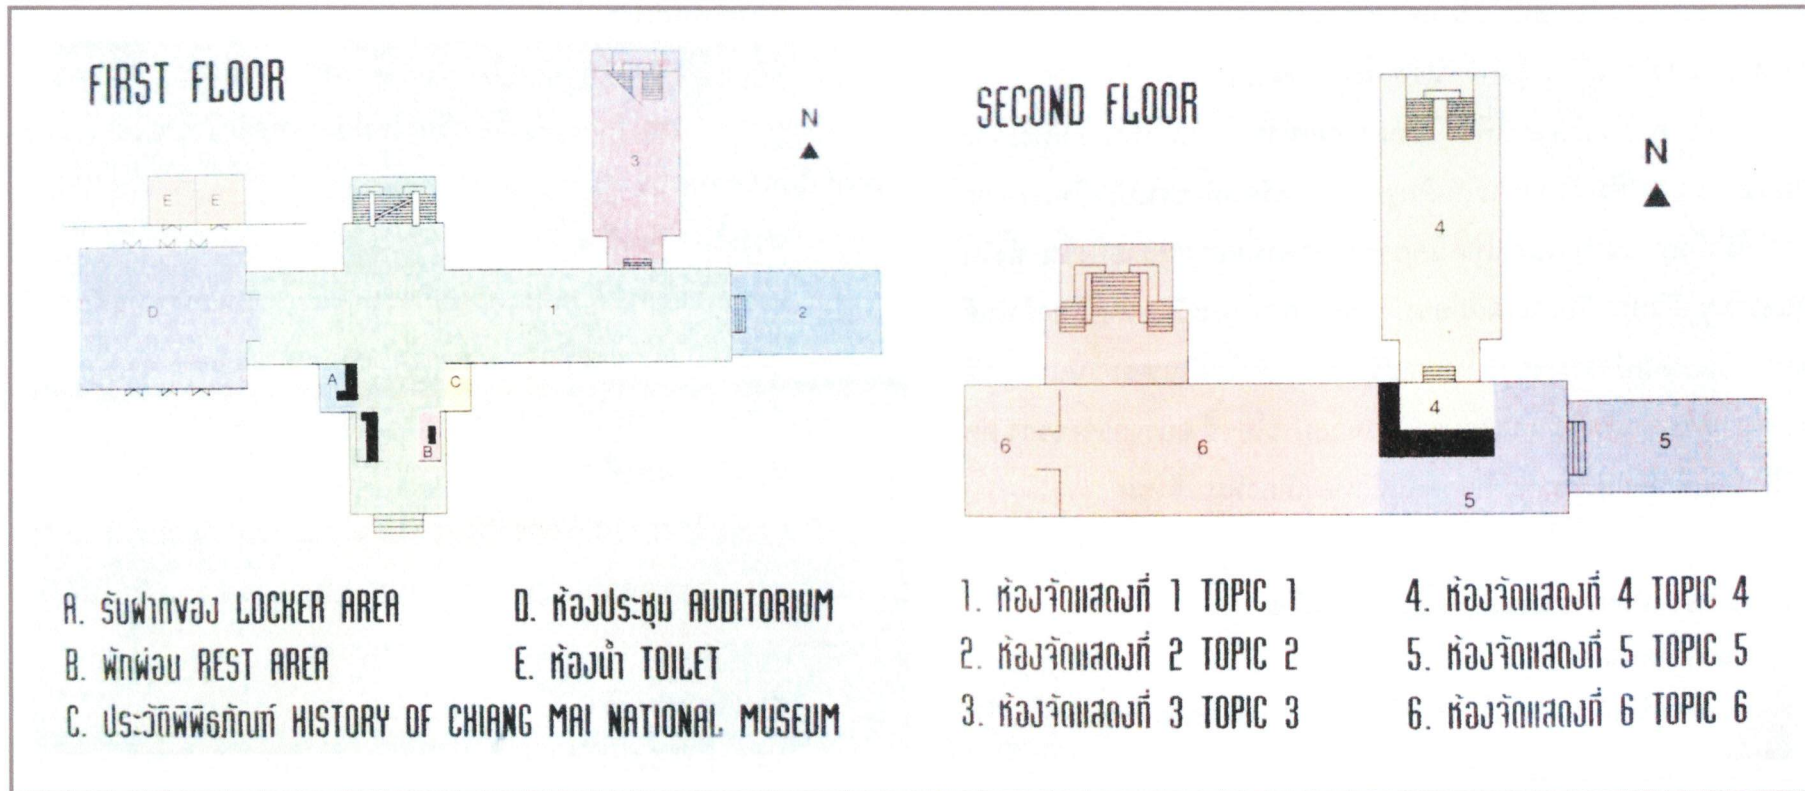 FIRST FLOOR
N
3
E E
D
1
2
A
C
B
A. รับฝากของ LOCKER AREA
B. พักผ่อน REST AREA
C. ประวัติพิพิธภัณฑ์ HISTORY OF CHIANG MAI NATIONAL MUSEUM
D. ห้องประชุม AUDITORIUM
E. ห้องน้ำ TOILET
SECOND FLOOR
N
4
4
6
6
5
5
1. ห้องจัดแสดงที่ 1 TOPIC 1
2. ห้องจัดแสดงที่ 2 TOPIC 2
3. ห้องจัดแสดงที่ 3 TOPIC 3
4. ห้องจัดแสดงที่ 4 TOPIC 4
5. ห้องจัดแสดงที่ 5 TOPIC 5
6. ห้องจัดแสดงที่ 6 TOPIC 6